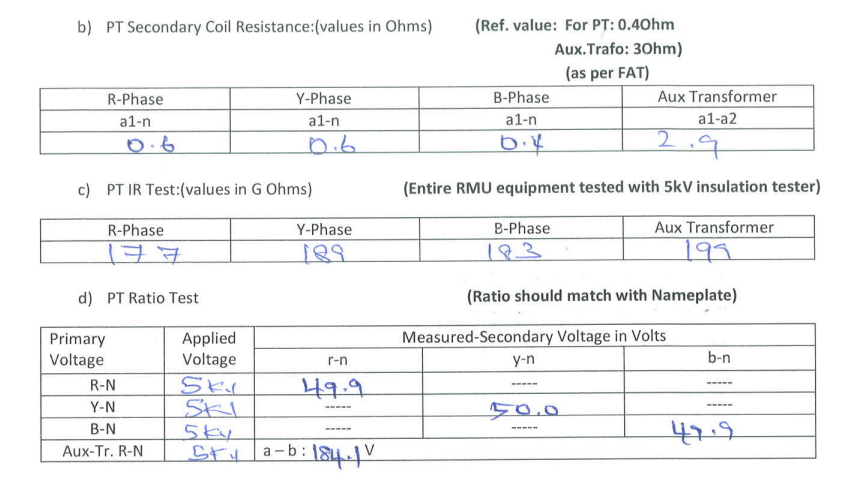 b) PT Secondary Coil Resistance:(values in Ohms) (Ref. value: For PT: 0.4Ohm
Aux.Trafo: 3Ohm)
(as per FAT)
R-Phase Y-Phase B-Phase Aux Transformer
a1-n a1-n a1-n a1-a2
0.6 0.6 0.4 2.9
c) PT IR Test:(values in G Ohms) (Entire RMU equipment tested with 5kV insulation tester)
R-Phase Y-Phase B-Phase Aux Transformer
177 189 183 199
d) PT Ratio Test (Ratio should match with Nameplate)
Primary Applied Measured-Secondary Voltage in Volts
Voltage Voltage r-n y-n b-n
R-N 5kV 49.9 ----- -----
Y-N 5kV ----- 50.0 -----
B-N 5kV ----- ----- 49.9
Aux-Tr. R-N 5kV a – b : 184.1 V